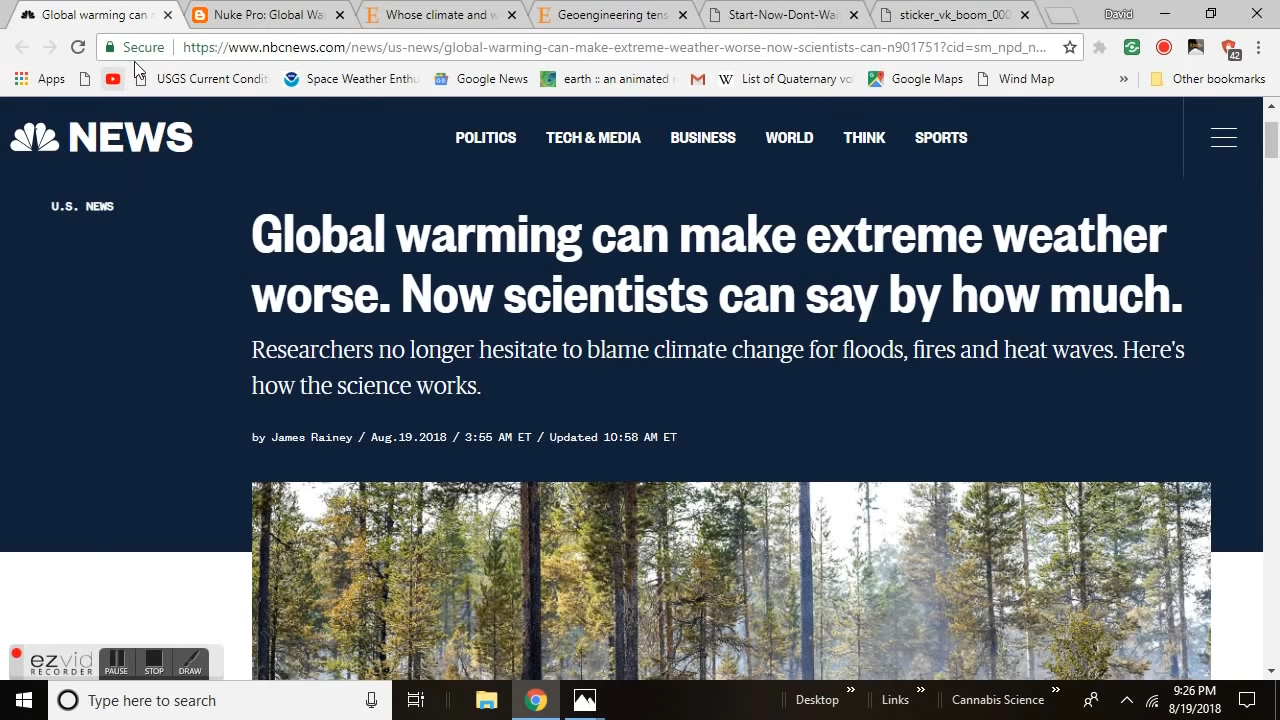 Global warming can
Nuke Pro: Global Wa
Whose climate and w
Geoengineering tens
Start-Now-Dont-Wai
sticker_vk_boom_000
David
Secure
https://www.nbcnews.com/news/us-news/global-warming-can-make-extreme-weather-worse-now-scientists-can-n901751?cid=sm_npd_n...
42
Apps
USGS Current Condit
Space Weather Enthu
Google News
earth :: an animated
List of Quaternary vo
Google Maps
Wind Map
»
Other bookmarks
NEWS
POLITICS
TECH & MEDIA
BUSINESS
WORLD
THINK
SPORTS
U.S. NEWS
Global warming can make extreme weather
worse. Now scientists can say by how much.
Researchers no longer hesitate to blame climate change for floods, fires and heat waves. Here's
how the science works.
by James Rainey / Aug.19.2018 / 3:55 AM ET / Updated 10:58 AM ET
ezvid
RECORDER
PAUSE
STOP
DRAW
Type here to search
Desktop
»
Links
»
Cannabis Science
»
9:26 PM
8/19/2018